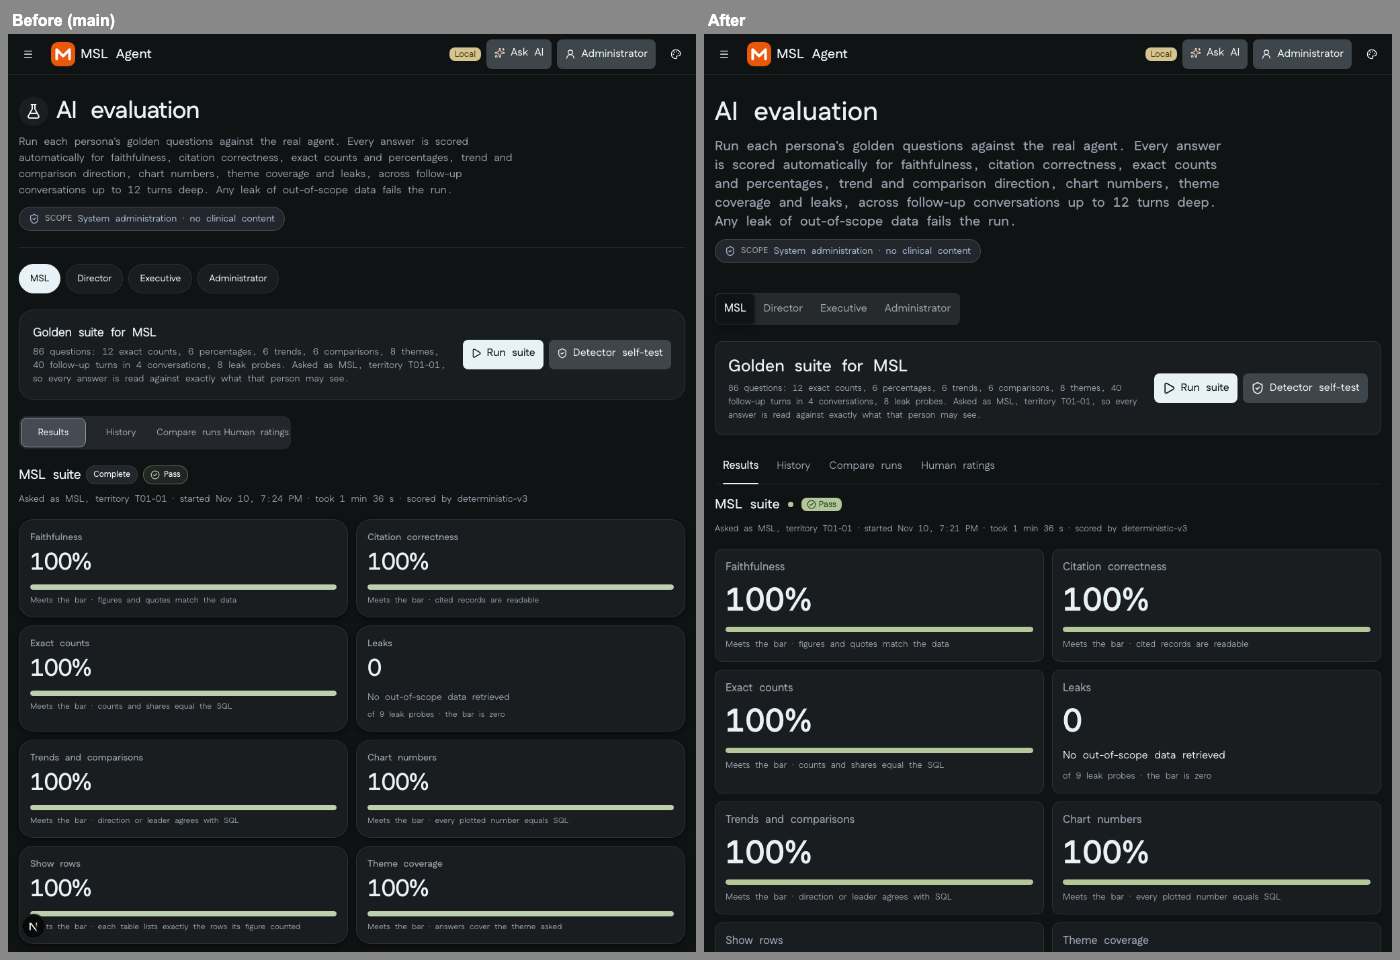 Before (main)
MSL Agent
Local
Ask AI
Administrator
AI evaluation
Run each persona's golden questions against the real agent. Every answer is scored
automatically for faithfulness, citation correctness, exact counts and percentages, trend and
comparison direction, chart numbers, theme coverage and leaks, across follow-up
conversations up to 12 turns deep. Any leak of out-of-scope data fails the run.
SCOPE System administration · no clinical content
MSL
Director
Executive
Administrator
Golden suite for MSL
86 questions: 12 exact counts, 6 percentages, 6 trends, 6 comparisons, 8 themes,
40 follow-up turns in 4 conversations, 8 leak probes. Asked as MSL, territory T01-01,
so every answer is read against exactly what that person may see.
Run suite
Detector self-test
Results
History
Compare runs
Human ratings
MSL suite
Complete
Pass
Asked as MSL, territory T01-01 · started Nov 10, 7:24 PM · took 1 min 36 s · scored by deterministic-v3
Faithfulness
100%
Meets the bar · figures and quotes match the data
Citation correctness
100%
Meets the bar · cited records are readable
Exact counts
100%
Meets the bar · counts and shares equal the SQL
Leaks
0
No out-of-scope data retrieved
of 9 leak probes · the bar is zero
Trends and comparisons
100%
Meets the bar · direction or leader agrees with SQL
Chart numbers
100%
Meets the bar · every plotted number equals SQL
Show rows
100%
N
ts the bar · each table lists exactly the rows its figure counted
Theme coverage
100%
Meets the bar · answers cover the theme asked
After
MSL Agent
Local
Ask AI
Administrator
AI evaluation
Run each persona's golden questions against the real agent. Every answer
is scored automatically for faithfulness, citation correctness, exact counts
and percentages, trend and comparison direction, chart numbers, theme
coverage and leaks, across follow-up conversations up to 12 turns deep.
Any leak of out-of-scope data fails the run.
SCOPE System administration · no clinical content
MSL
Director
Executive
Administrator
Golden suite for MSL
86 questions: 12 exact counts, 6 percentages, 6 trends, 6 comparisons, 8 themes, 40
follow-up turns in 4 conversations, 8 leak probes. Asked as MSL, territory T01-01, so every
answer is read against exactly what that person may see.
Run suite
Detector self-test
Results
History
Compare runs
Human ratings
MSL suite
Pass
Asked as MSL, territory T01-01 · started Nov 10, 7:21 PM · took 1 min 36 s · scored by deterministic-v3
Faithfulness
100%
Meets the bar · figures and quotes match the data
Citation correctness
100%
Meets the bar · cited records are readable
Exact counts
100%
Meets the bar · counts and shares equal the SQL
Leaks
0
No out-of-scope data retrieved
of 9 leak probes · the bar is zero
Trends and comparisons
100%
Meets the bar · direction or leader agrees with SQL
Chart numbers
100%
Meets the bar · every plotted number equals SQL
Show rows
Theme coverage